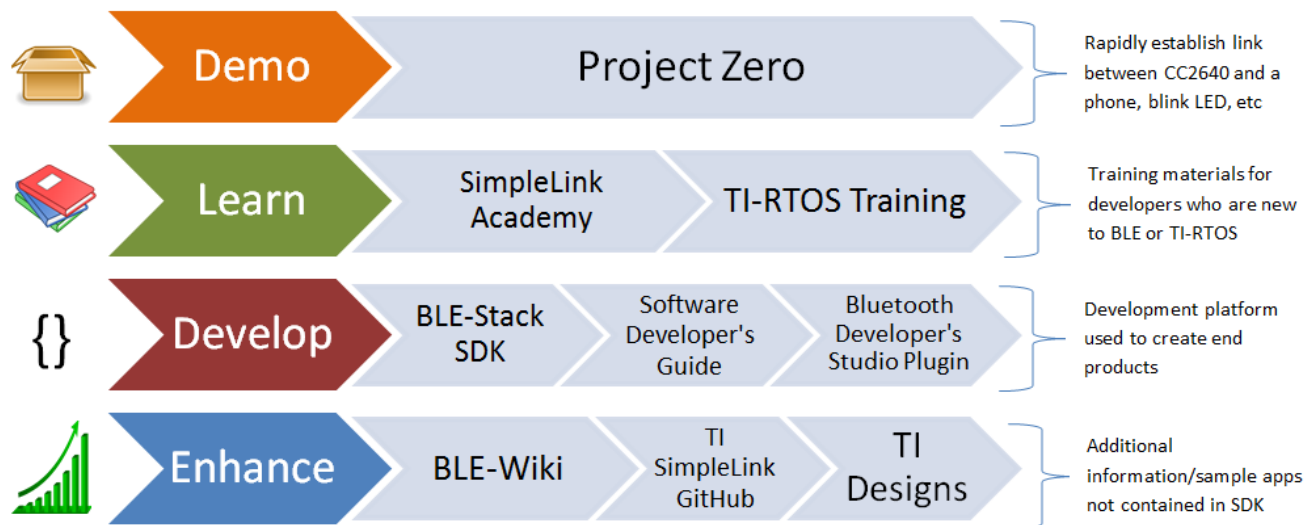 Demo
Project Zero
Rapidly establish link
between CC2640 and a
phone, blink LED, etc
Learn
SimpleLink
Academy
TI-RTOS Training
Training materials for
developers who are new
to BLE or TI-RTOS
{}
Develop
BLE-Stack
SDK
Software
Developer's
Guide
Bluetooth
Developer's
Studio Plugin
Development platform
used to create end
products
Enhance
BLE-Wiki
TI
SimpleLink
GitHub
TI
Designs
Additional
information/sample apps
not contained in SDK